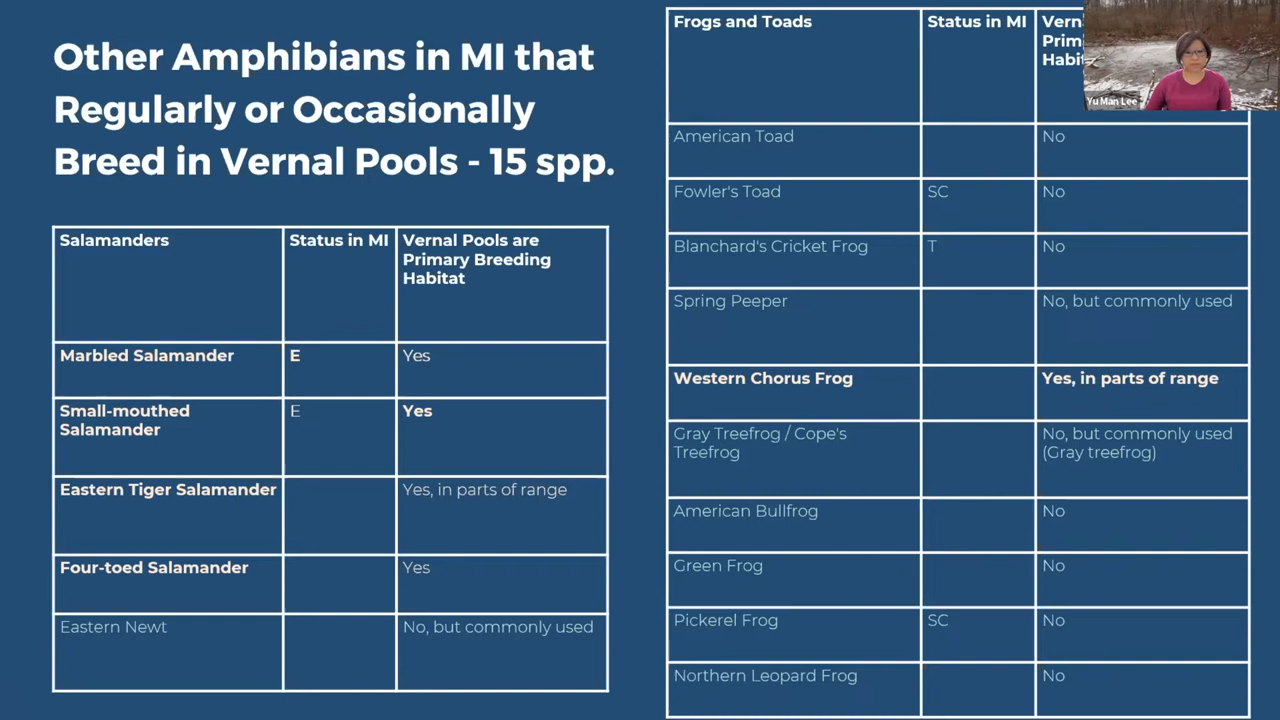 Other Amphibians in MI that
Regularly or Occasionally
Breed in Vernal Pools - 15 spp.
Salamanders Status in MI Vernal Pools are
Primary Breeding
Habitat
Marbled Salamander E Yes
Small-mouthed E Yes
Salamander
Eastern Tiger Salamander Yes, in parts of range
Four-toed Salamander Yes
Eastern Newt No, but commonly used
Frogs and Toads Status in MI
American Toad No
Fowler's Toad SC No
Blanchard's Cricket Frog T No
Spring Peeper No, but commonly used
Western Chorus Frog Yes, in parts of range
Gray Treefrog / Cope's No, but commonly used
Treefrog (Gray treefrog)
American Bullfrog No
Green Frog No
Pickerel Frog SC No
Northern Leopard Frog No
Yu Man Lee